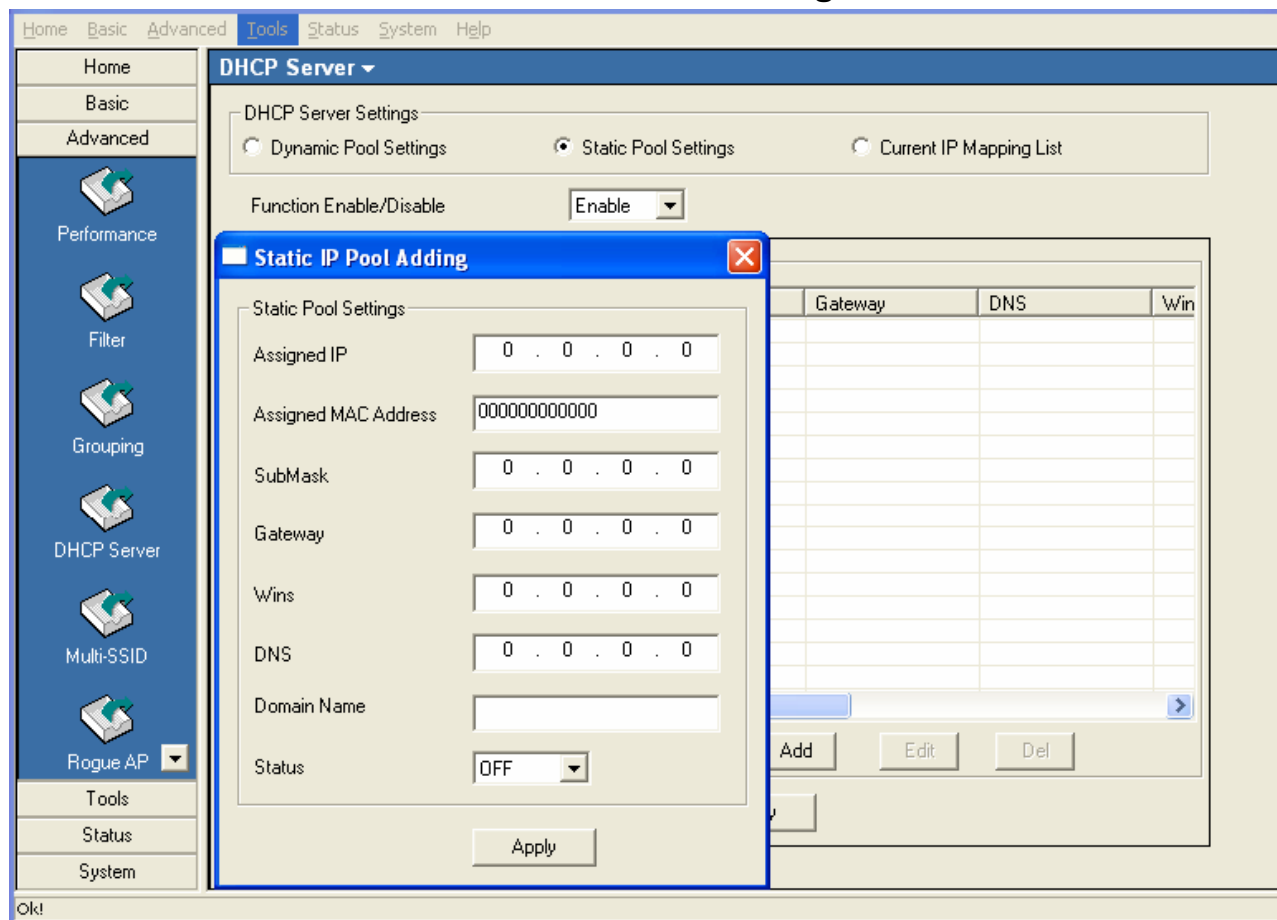 Home Basic Advanced Tools Status System Help
Home
Basic
Advanced
Performance
Filter
Grouping
DHCP Server
Multi-SSID
Rogue AP
Tools
Status
System
DHCP Server
DHCP Server Settings
Dynamic Pool Settings Static Pool Settings Current IP Mapping List
Function Enable/Disable Enable
Gateway DNS Win
Add Edit Del
Static IP Pool Adding
Static Pool Settings
Assigned IP 0 . 0 . 0 . 0
Assigned MAC Address 000000000000
SubMask 0 . 0 . 0 . 0
Gateway 0 . 0 . 0 . 0
Wins 0 . 0 . 0 . 0
DNS 0 . 0 . 0 . 0
Domain Name
Status OFF
Apply
Ok!